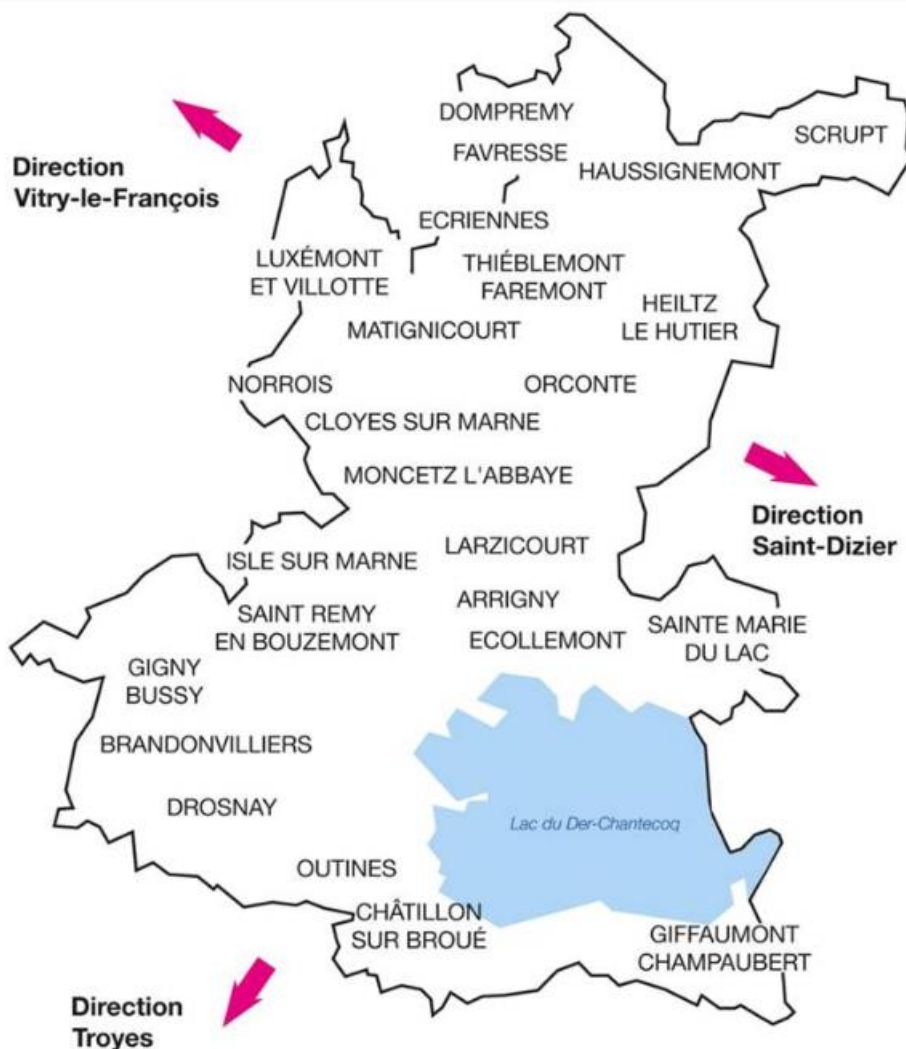 DOMPREMY
SCRUPT
FAVRESSE
HAUSSIGNEMONT
Direction
Vitry-le-François
ECRIENNES
LUXÉMONT
ET VILLOTTE
THIÉBLEMONT
FAREMONT
HEILTZ
LE HUTIER
MATIGNICOURT
NORROIS
ORCONTE
CLOYES SUR MARNE
MONCETZ L'ABBAYE
Direction
Saint-Dizier
LARZICOURT
ISLE SUR MARNE
ARRIGNY
SAINT REMY
EN BOUZEMONT
ECOLLEMONT
SAINTE MARIE
DU LAC
GIGNY
BUSSY
BRANDONVILLIERS
DROSNAY
Lac du Der-Chantecoq
OUTINES
CHÂTILLON
SUR BROUÉ
GIFFAUMONT
CHAMPAUBERT
Direction
Troyes